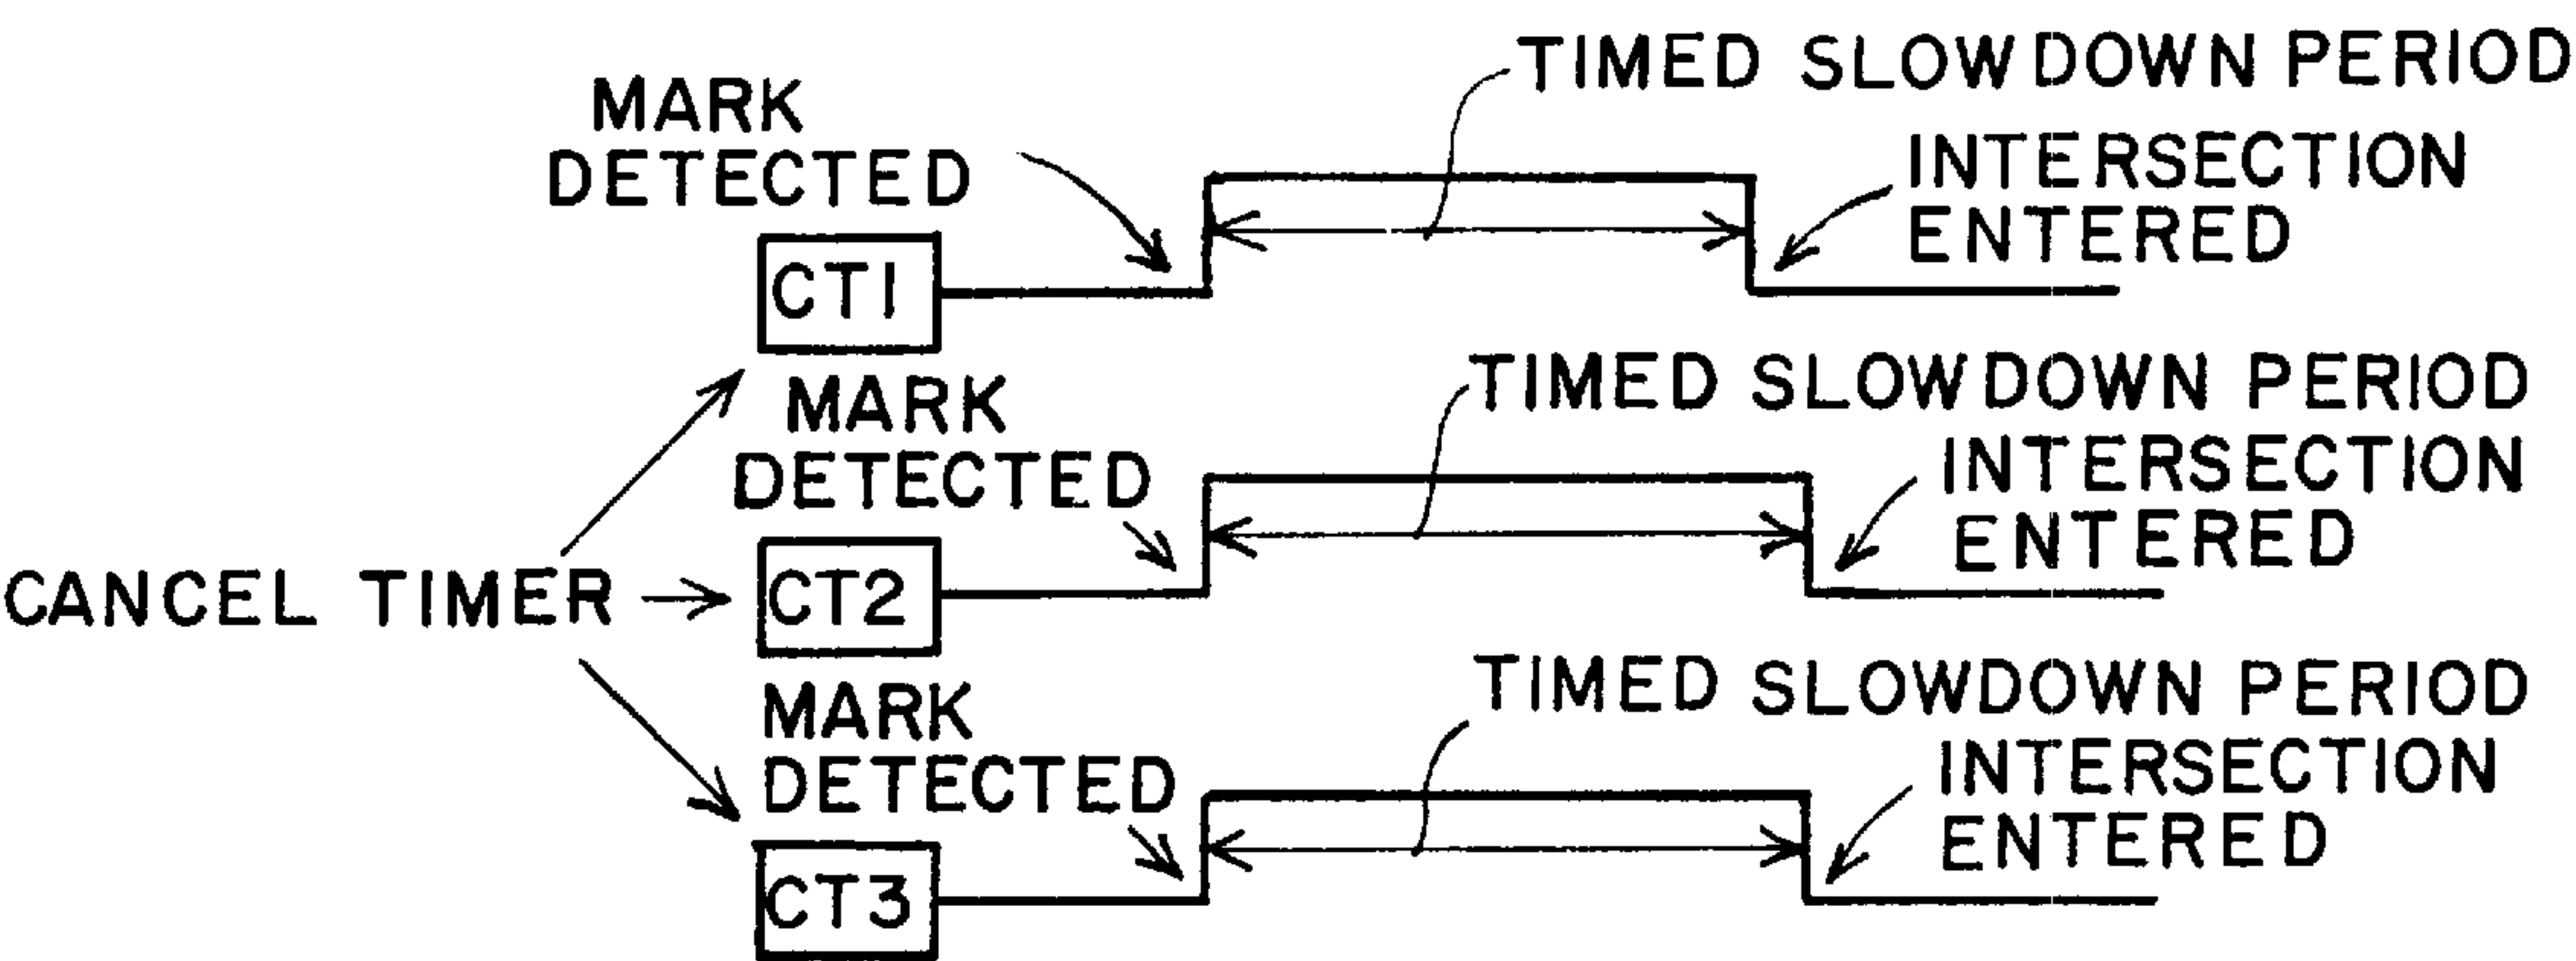 TIMED SLOWDOWN PERIOD
MARK
DETECTED
INTERSECTION
ENTERED
CT1
TIMED SLOWDOWN PERIOD
MARK
DETECTED
INTERSECTION
ENTERED
CANCEL TIMER
CT2
TIMED SLOWDOWN PERIOD
MARK
DETECTED
INTERSECTION
ENTERED
CT3